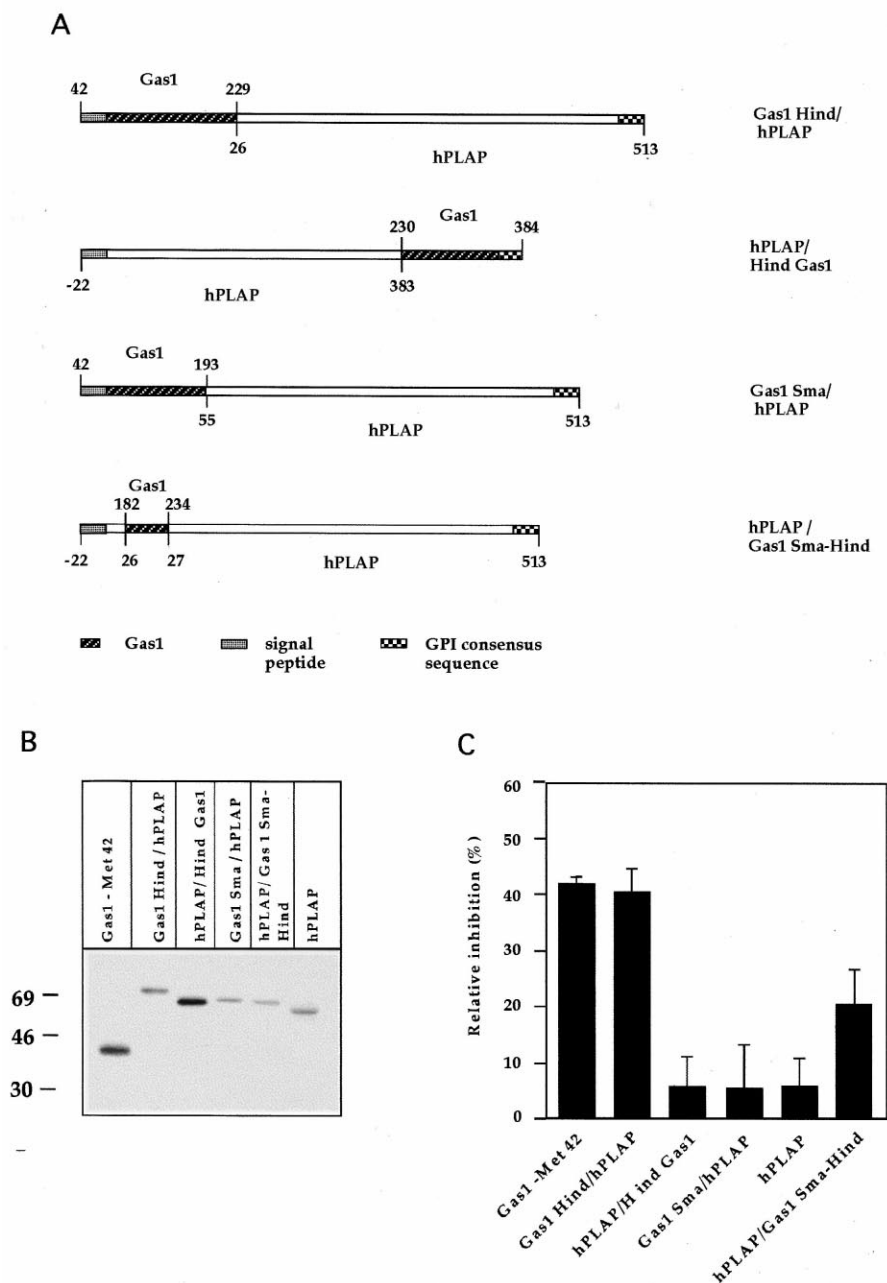 A
Gas1
42 229
26 513
hPLAP
Gas1 Hind/
hPLAP
Gas1
230 384
-22 383
hPLAP
hPLAP/
Hind Gas1
Gas1
42 193
55 513
hPLAP
Gas1 Sma/
hPLAP
Gas1
182 234
-22 26 27 513
hPLAP
hPLAP /
Gas1 Sma-Hind
Gas1
signal
peptide
GPI consensus
sequence
B
Gas1 - Met 42
Gas1 Hind / hPLAP
hPLAP/ Hind Gas1
Gas1 Sma / hPLAP
hPLAP/ Gas 1 Sma-
Hind
hPLAP
69
46
30
C
Relative inhibition (%)
60
50
40
30
20
10
0
Gas1 -Met 42
Gas1 Hind/hPLAP
hPLAP/H ind Gas1
Gas1 Sma/hPLAP
hPLAP
hPLAP/Gas1 Sma-Hind